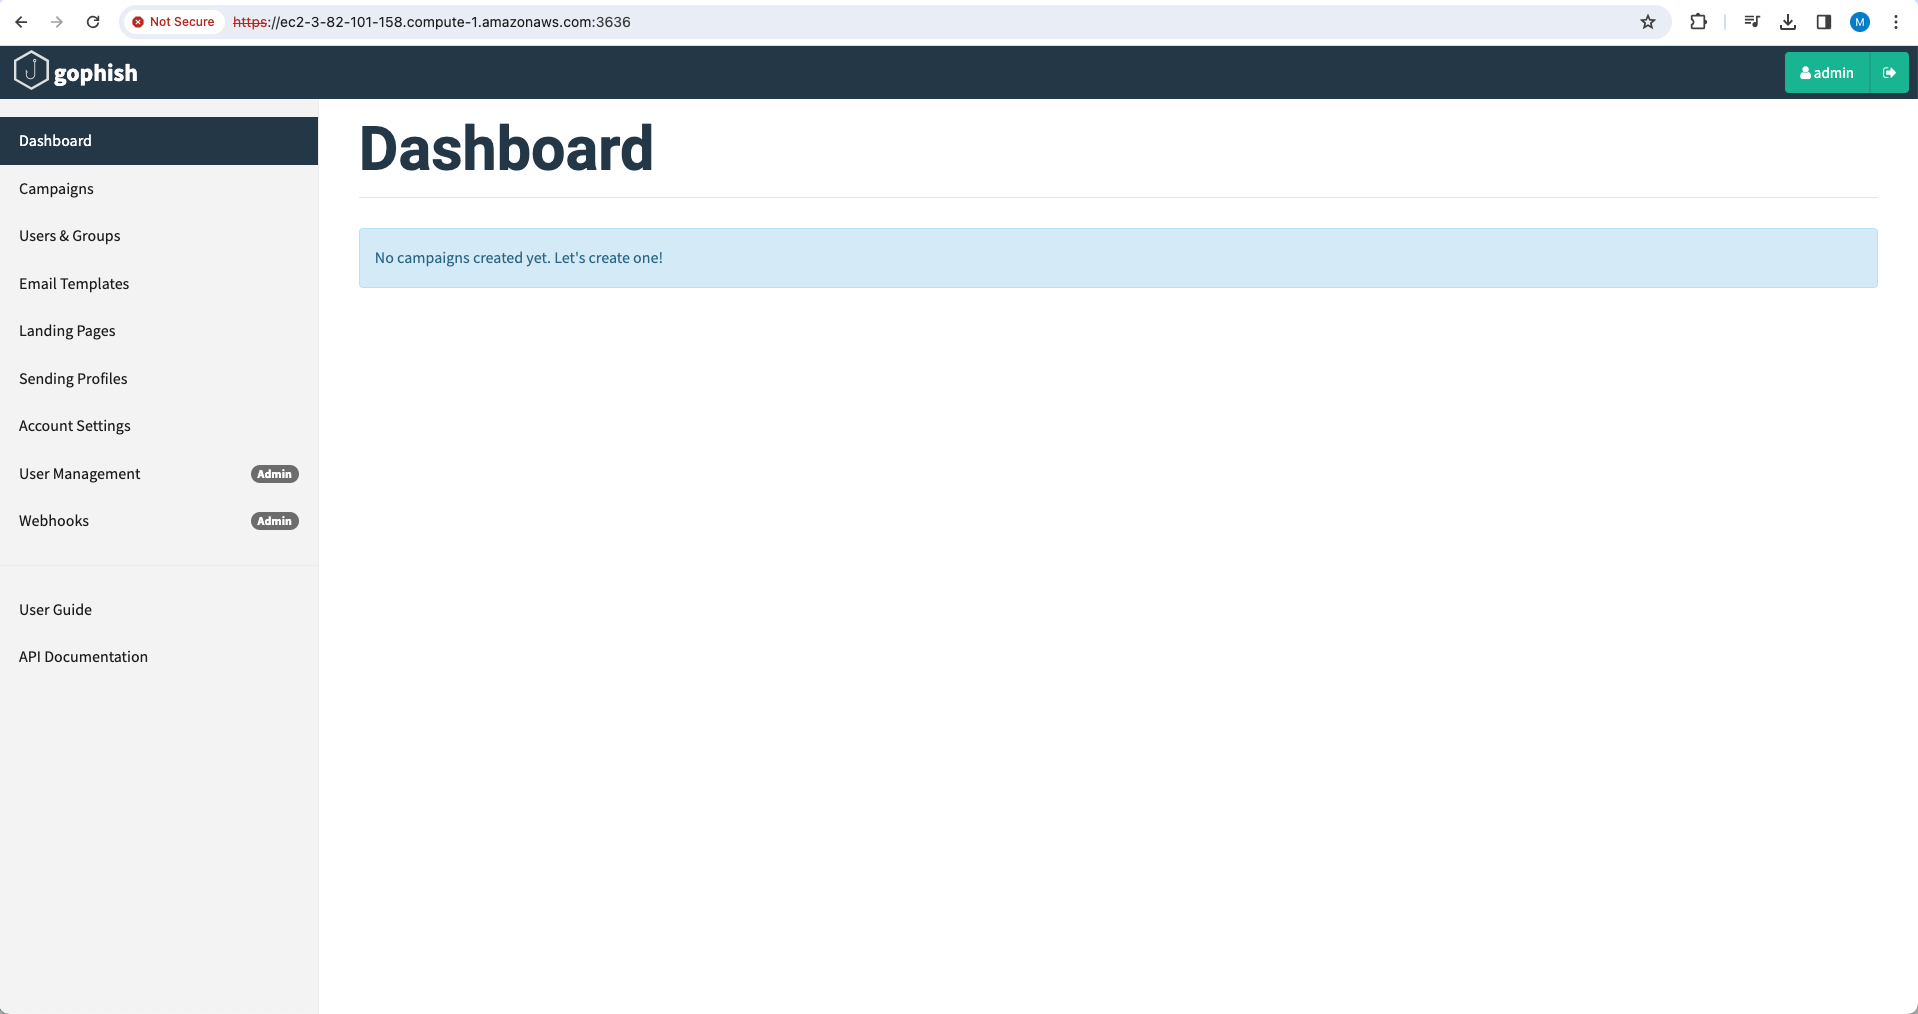 Not Secure https://ec2-3-82-101-158.compute-1.amazonaws.com:3636
M
gophish
admin
Dashboard
Campaigns
Users & Groups
Email Templates
Landing Pages
Sending Profiles
Account Settings
User Management Admin
Webhooks Admin
User Guide
API Documentation
Dashboard
No campaigns created yet. Let's create one!